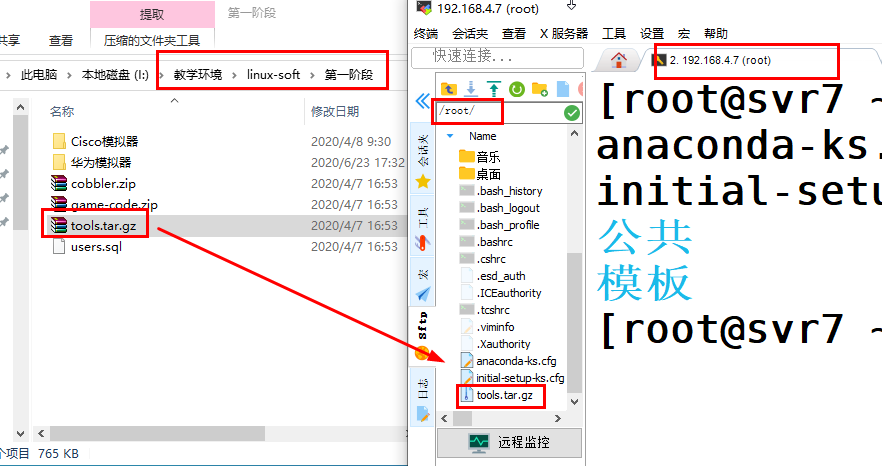 提取
第一阶段
共享
查看
压缩的文件夹工具
此电脑 > 本地磁盘 (I:) > 教学环境 > linux-soft > 第一阶段
名称
修改日期
Cisco模拟器
2020/4/8 9:30
华为模拟器
2020/6/23 17:32
cobbler.zip
2020/4/7 16:53
game-code.zip
2020/4/7 16:53
tools.tar.gz
2020/4/7 16:53
users.sql
2020/4/7 16:53
个项目 765 KB
192.168.4.7 (root)
终端 会话夹 查看 X 服务器 工具 设置 宏 帮助
快速连接...
2. 192.168.4.7 (root)
/root/
会话夹
工具
宏
Sftp
日志
Name
音乐
桌面
.bash_history
.bash_logout
.bash_profile
.bashrc
.cshrc
.esd_auth
.ICEauthority
.tcshrc
.viminfo
.Xauthority
anaconda-ks.cfg
initial-setup-ks.cfg
tools.tar.gz
远程监控
[root@svr7 ~
anaconda-ks.
initial-setu
公共
模板
[root@svr7 ~